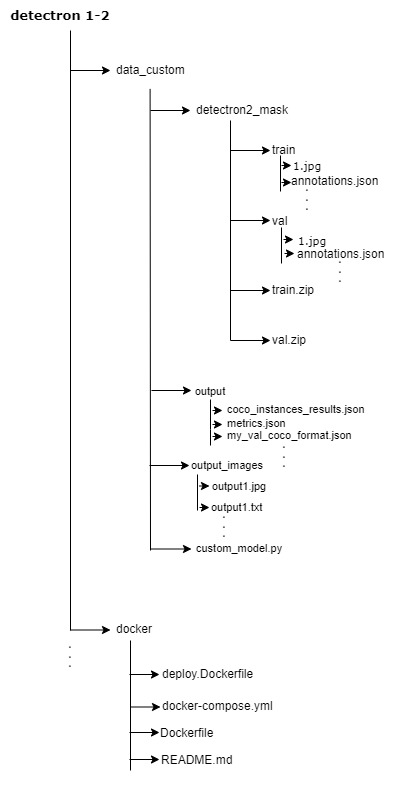 detectron 1-2
data_custom
detectron2_mask
train
1.jpg
annotations.json
val
1.jpg
annotations.json
train.zip
val.zip
output
coco_instances_results.json
metrics.json
my_val_coco_format.json
output_images
output1.jpg
output1.txt
custom_model.py
docker
deploy.Dockerfile
docker-compose.yml
Dockerfile
README.md